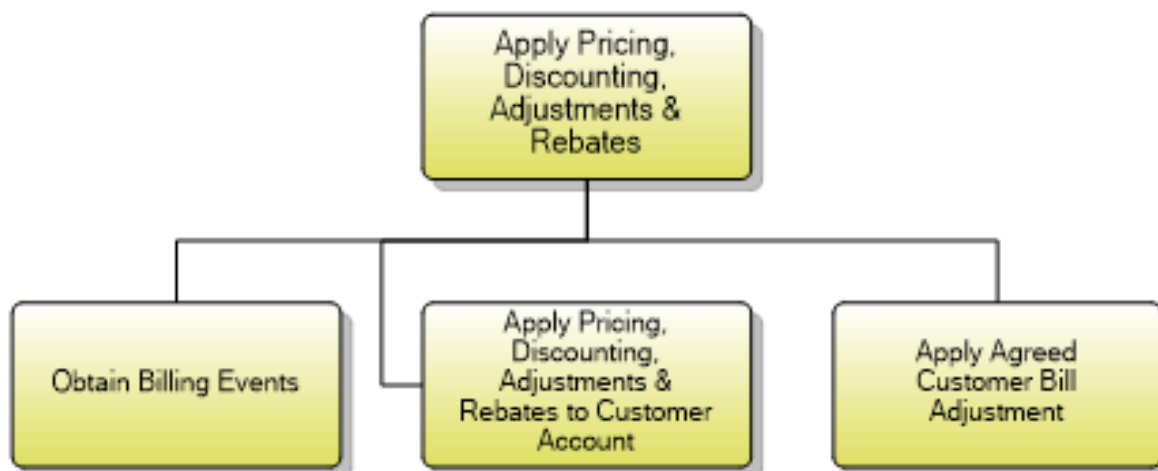 Apply Pricing,
Discounting,
Adjustments &
Rebates
Obtain Billing Events
Apply Pricing,
Discounting,
Adjustments &
Rebates to Customer
Account
Apply Agreed
Customer Bill
Adjustment